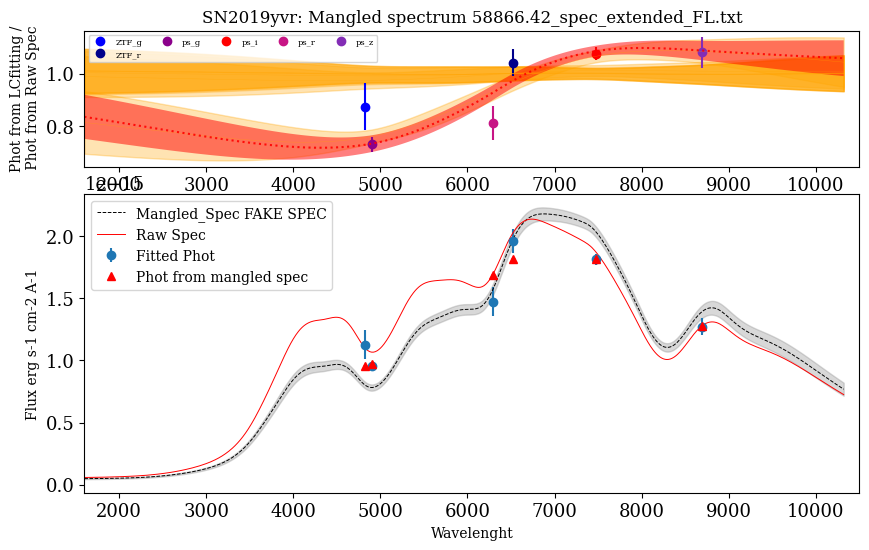 SN2019yvr: Mangled spectrum 58866.42_spec_extended_FL.txt
Phot from LCfitting /
Phot from Raw Spec
ZTF_g ps_g ps_i ps_r ps_z
ZTF_r
1.0
0.8
2000 3000 4000 5000 6000 7000 8000 9000 10000
Mangled_Spec FAKE SPEC
Raw Spec
Fitted Phot
Phot from mangled spec
Flux erg s-1 cm-2 A-1
2.0
1.5
1.0
0.5
0.0
2000 3000 4000 5000 6000 7000 8000 9000 10000
Wavelenght